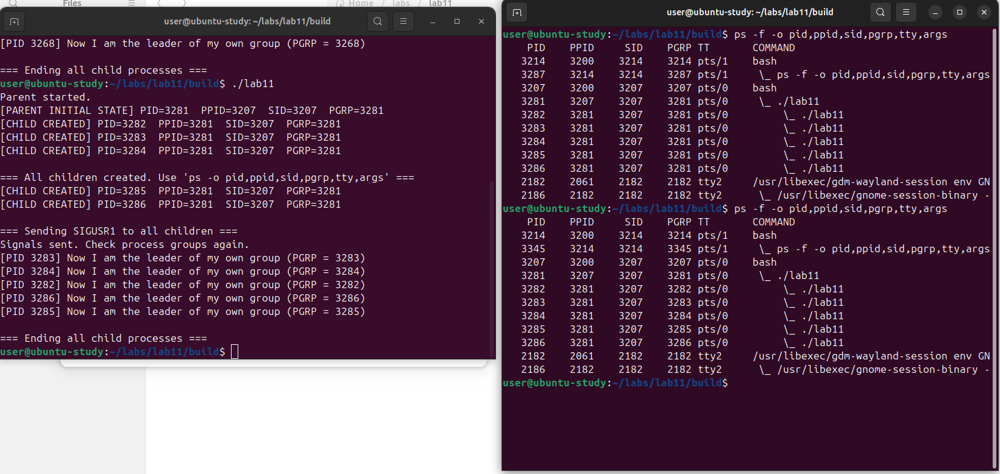 Files
Home / labs / lab11
user@ubuntu-study: ~/labs/lab11/build
[PID 3268] Now I am the leader of my own group (PGRP = 3268)
=== Ending all child processes ===
user@ubuntu-study:~/labs/lab11/build$ ./lab11
Parent started.
[PARENT INITIAL STATE] PID=3281  PPID=3207  SID=3207  PGRP=3281
[CHILD CREATED] PID=3282  PPID=3281  SID=3207  PGRP=3281
[CHILD CREATED] PID=3283  PPID=3281  SID=3207  PGRP=3281
[CHILD CREATED] PID=3284  PPID=3281  SID=3207  PGRP=3281
=== All children created. Use 'ps -o pid,ppid,sid,pgrp,tty,args' ===
[CHILD CREATED] PID=3285  PPID=3281  SID=3207  PGRP=3281
[CHILD CREATED] PID=3286  PPID=3281  SID=3207  PGRP=3281
=== Sending SIGUSR1 to all children ===
Signals sent. Check process groups again.
[PID 3283] Now I am the leader of my own group (PGRP = 3283)
[PID 3284] Now I am the leader of my own group (PGRP = 3284)
[PID 3282] Now I am the leader of my own group (PGRP = 3282)
[PID 3286] Now I am the leader of my own group (PGRP = 3286)
[PID 3285] Now I am the leader of my own group (PGRP = 3285)
=== Ending all child processes ===
user@ubuntu-study:~/labs/lab11/build$
user@ubuntu-study: ~/labs/lab11/build
user@ubuntu-study:~/labs/lab11/build$ ps -f -o pid,ppid,sid,pgrp,tty,args
    PID    PPID     SID    PGRP TT       COMMAND
   3214    3200    3214    3214 pts/1    bash
   3287    3214    3214    3287 pts/1     \_ ps -f -o pid,ppid,sid,pgrp,tty,args
   3207    3200    3207    3207 pts/0    bash
   3281    3207    3207    3281 pts/0     \_ ./lab11
   3282    3281    3207    3281 pts/0         \_ ./lab11
   3283    3281    3207    3281 pts/0         \_ ./lab11
   3284    3281    3207    3281 pts/0         \_ ./lab11
   3285    3281    3207    3281 pts/0         \_ ./lab11
   3286    3281    3207    3281 pts/0         \_ ./lab11
   2182    2061    2182    2182 tty2     /usr/libexec/gdm-wayland-session env GN
   2186    2182    2182    2182 tty2      \_ /usr/libexec/gnome-session-binary -
user@ubuntu-study:~/labs/lab11/build$ ps -f -o pid,ppid,sid,pgrp,tty,args
    PID    PPID     SID    PGRP TT       COMMAND
   3214    3200    3214    3214 pts/1    bash
   3345    3214    3214    3345 pts/1     \_ ps -f -o pid,ppid,sid,pgrp,tty,args
   3207    3200    3207    3207 pts/0    bash
   3281    3207    3207    3281 pts/0     \_ ./lab11
   3282    3281    3207    3282 pts/0         \_ ./lab11
   3283    3281    3207    3283 pts/0         \_ ./lab11
   3284    3281    3207    3284 pts/0         \_ ./lab11
   3285    3281    3207    3285 pts/0         \_ ./lab11
   3286    3281    3207    3286 pts/0         \_ ./lab11
   2182    2061    2182    2182 tty2     /usr/libexec/gdm-wayland-session env GN
   2186    2182    2182    2182 tty2      \_ /usr/libexec/gnome-session-binary -
user@ubuntu-study:~/labs/lab11/build$